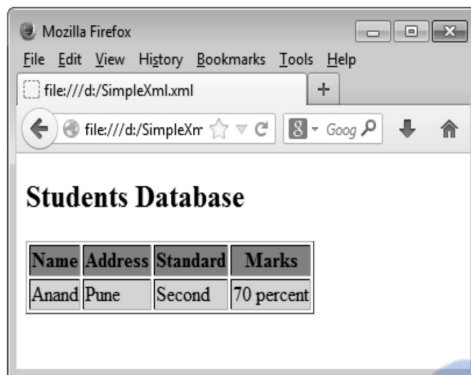 Mozilla Firefox
File Edit View History Bookmarks Tools Help
file:///d:/SimpleXml.xml
file:///d:/SimpleXm 8 Goog
Students Database
Name Address Standard Marks
Anand Pune Second 70 percent